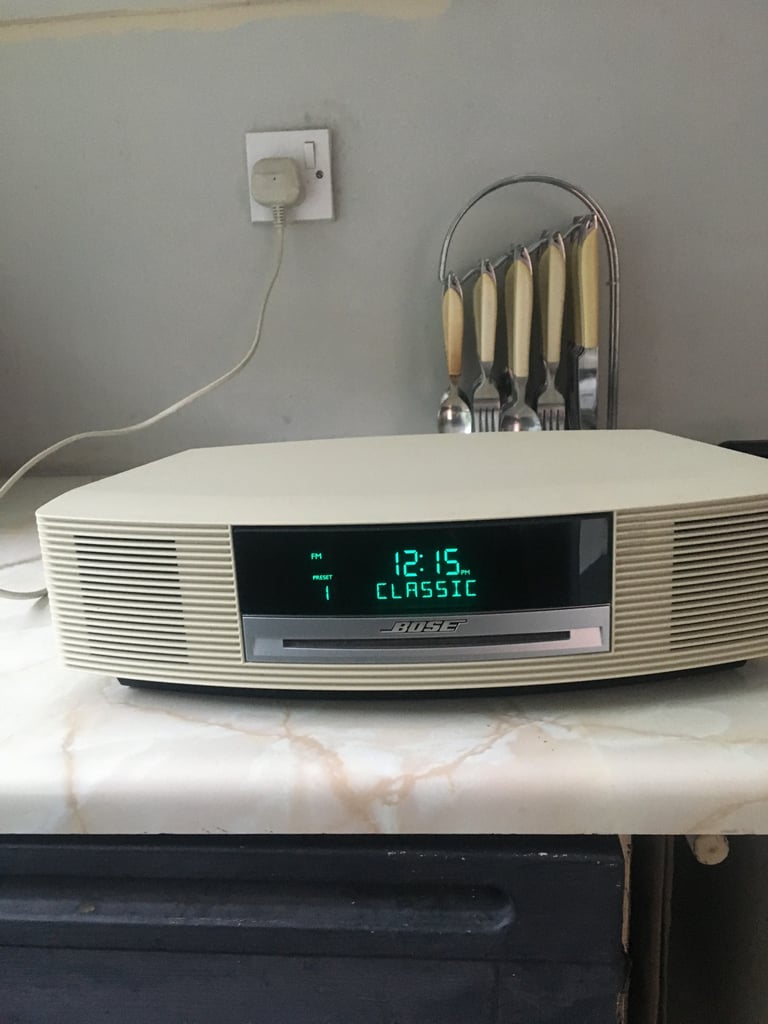 FM 12:15 PM
PRESET
1 CLASSIC
BOSE